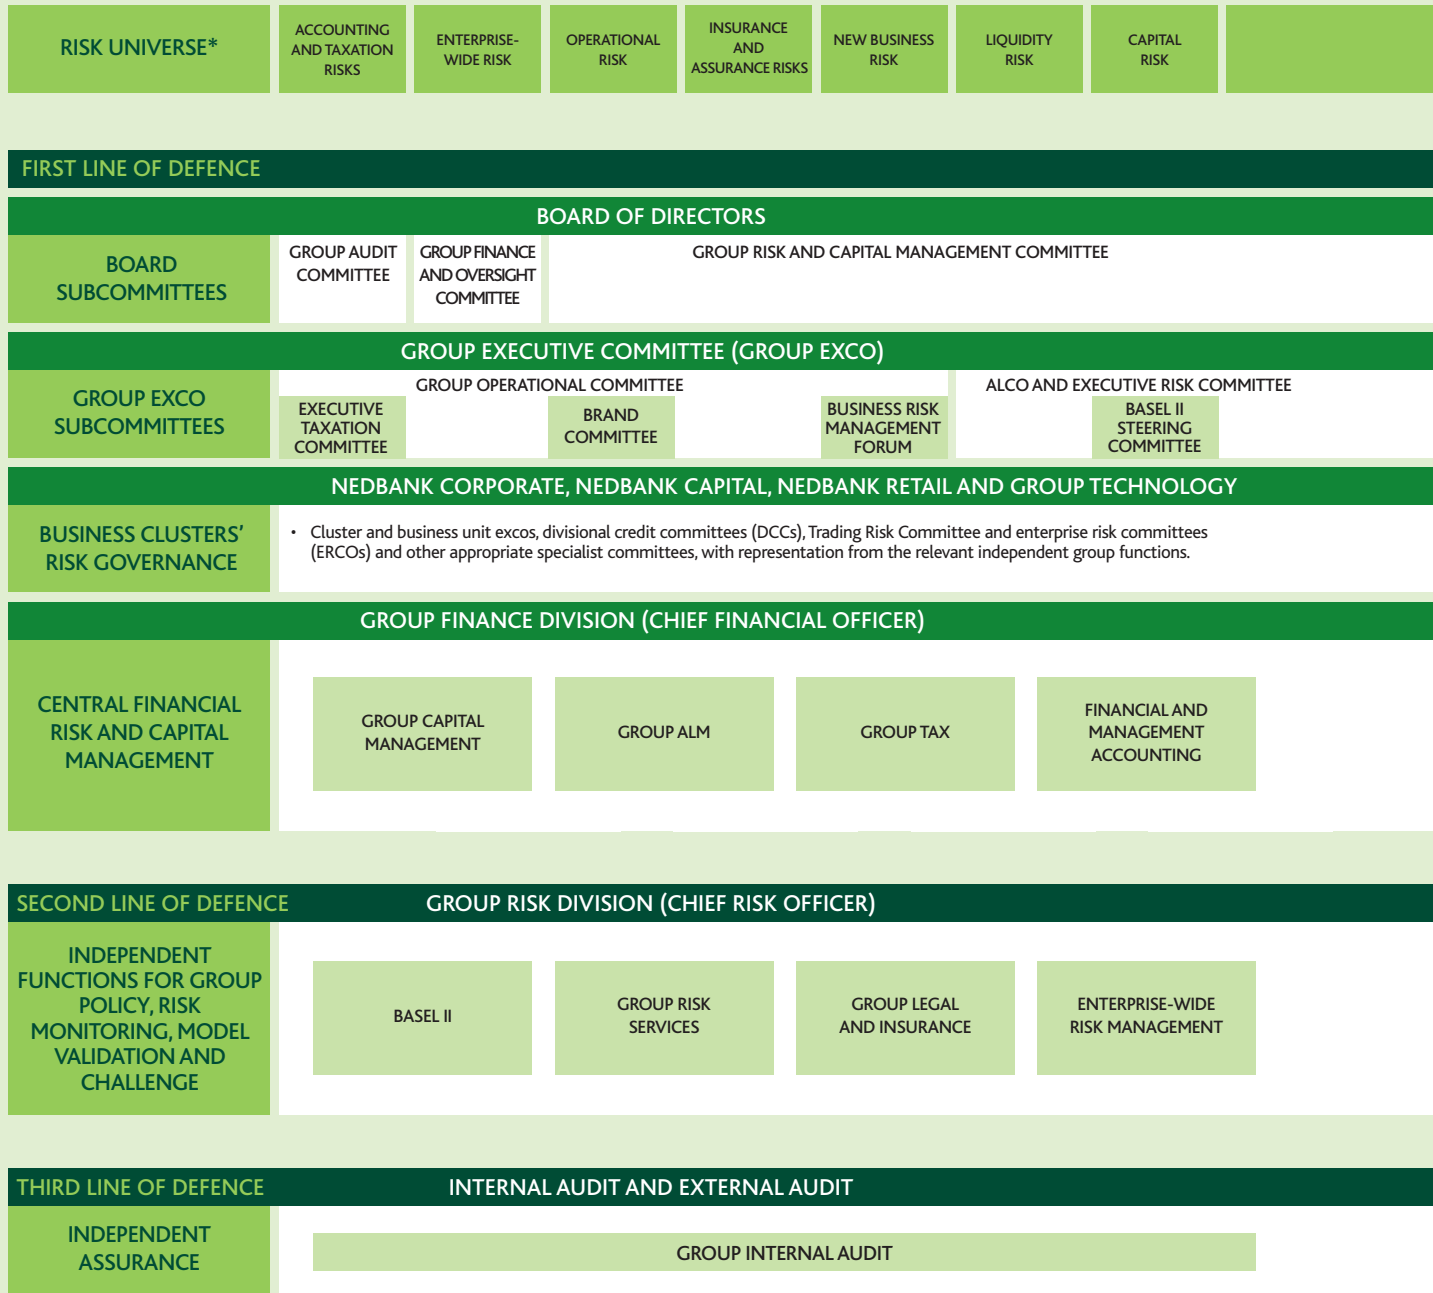 RISK UNIVERSE*
ACCOUNTING
AND TAXATION
RISKS
ENTERPRISE-
WIDE RISK
OPERATIONAL
RISK
INSURANCE
AND
ASSURANCE RISKS
NEW BUSINESS
RISK
LIQUIDITY
RISK
CAPITAL
RISK
FIRST LINE OF DEFENCE
BOARD OF DIRECTORS
BOARD
SUBCOMMITTEES
GROUP AUDIT
COMMITTEE
GROUP FINANCE
AND OVERSIGHT
COMMITTEE
GROUP RISK AND CAPITAL MANAGEMENT COMMITTEE
GROUP EXECUTIVE COMMITTEE (GROUP EXCO)
GROUP EXCO
SUBCOMMITTEES
GROUP OPERATIONAL COMMITTEE
EXECUTIVE
TAXATION
COMMITTEE
BRAND
COMMITTEE
BUSINESS RISK
MANAGEMENT
FORUM
ALCO AND EXECUTIVE RISK COMMITTEE
BASEL II
STEERING
COMMITTEE
NEDBANK CORPORATE, NEDBANK CAPITAL, NEDBANK RETAIL AND GROUP TECHNOLOGY
BUSINESS CLUSTERS’
RISK GOVERNANCE
• Cluster and business unit excos, divisional credit committees (DCCs), Trading Risk Committee and enterprise risk committees
(ERCOs) and other appropriate specialist committees, with representation from the relevant independent group functions.
GROUP FINANCE DIVISION (CHIEF FINANCIAL OFFICER)
CENTRAL FINANCIAL
RISK AND CAPITAL
MANAGEMENT
GROUP CAPITAL
MANAGEMENT
GROUP ALM
GROUP TAX
FINANCIAL AND
MANAGEMENT
ACCOUNTING
SECOND LINE OF DEFENCE
GROUP RISK DIVISION (CHIEF RISK OFFICER)
INDEPENDENT
FUNCTIONS FOR GROUP
POLICY, RISK
MONITORING, MODEL
VALIDATION AND
CHALLENGE
BASEL II
GROUP RISK
SERVICES
GROUP LEGAL
AND INSURANCE
ENTERPRISE-WIDE
RISK MANAGEMENT
THIRD LINE OF DEFENCE
INTERNAL AUDIT AND EXTERNAL AUDIT
INDEPENDENT
ASSURANCE
GROUP INTERNAL AUDIT